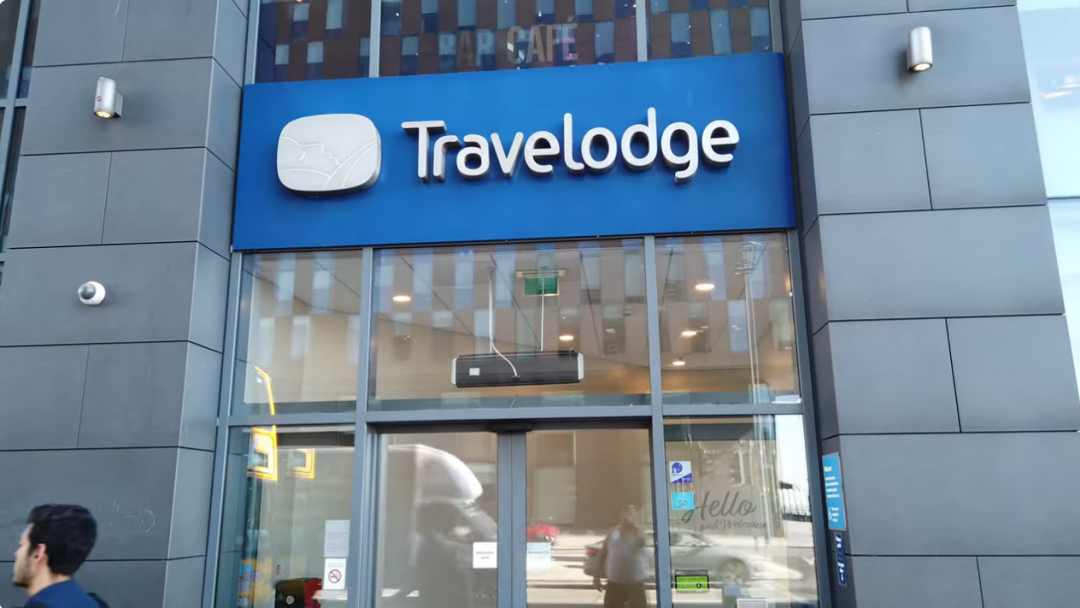 BAR CAFÉ
Travelodge
Hello
and Welcome